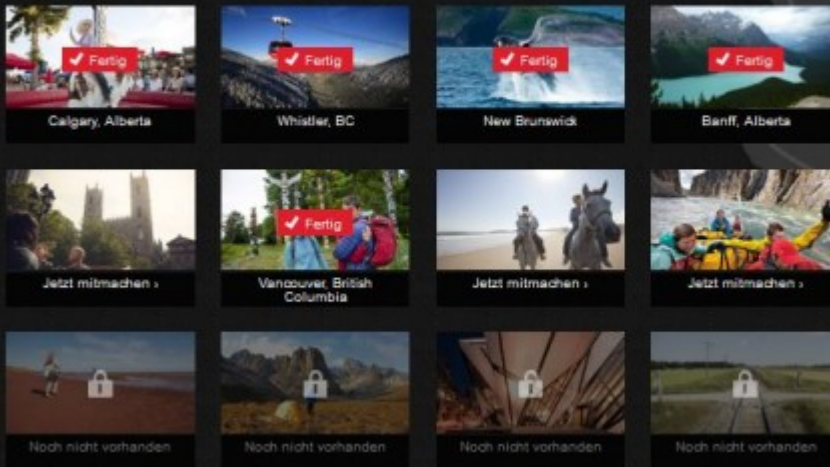 Fertig
Fertig
Fertig
Fertig
Calgary, Alberta
Whistler, BC
New Brunswick
Banff, Alberta
Fertig
Jetzt mitmachen ›
Vancouver, British
Columbia
Jetzt mitmachen ›
Jetzt mitmachen ›
Noch nicht vorhanden
Noch nicht vorhanden
Noch nicht vorhanden
Noch nicht vorhanden